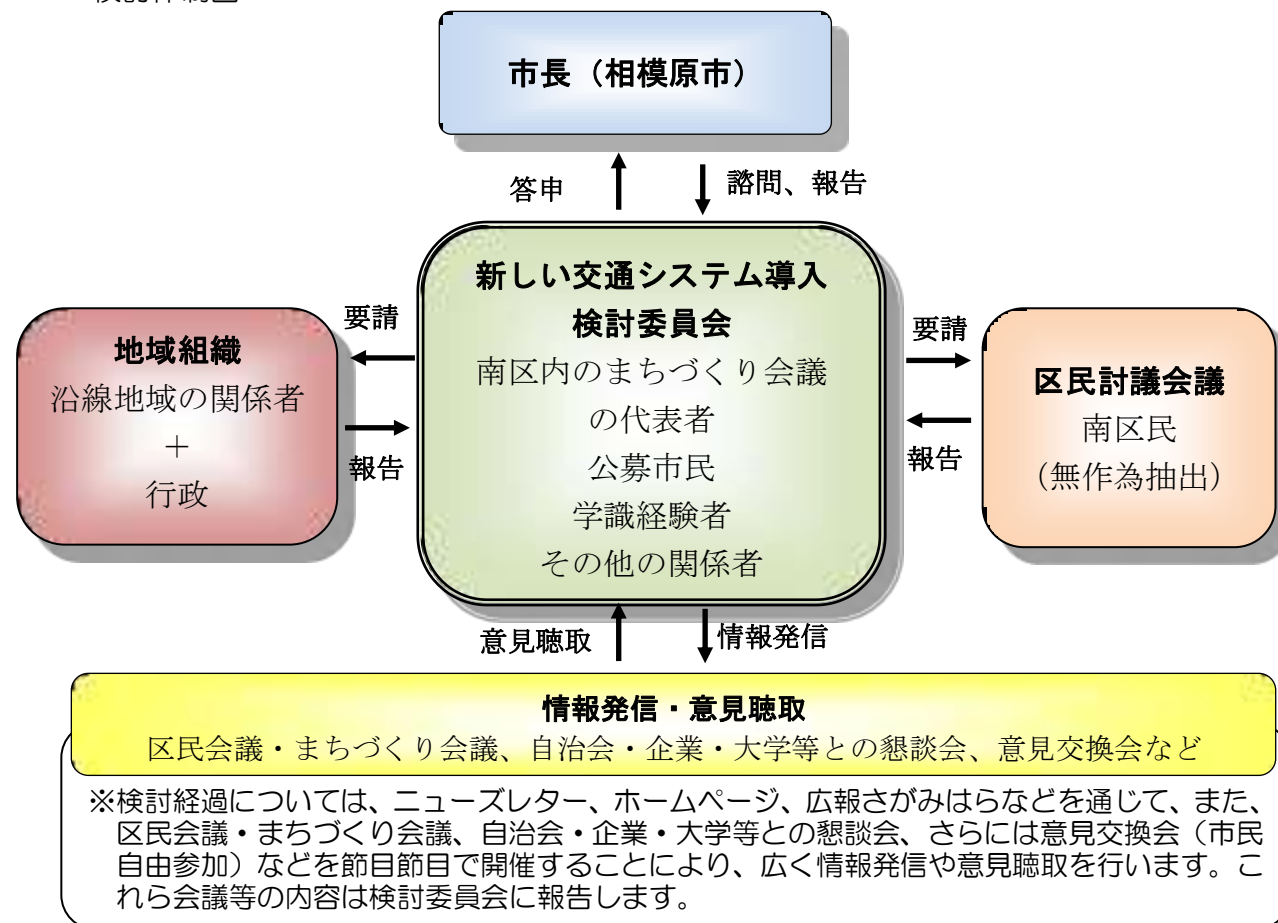 市長（相模原市）
答申
諮問、報告
新しい交通システム導入
検討委員会
南区内のまちづくり会議
の代表者
公募市民
学識経験者
その他の関係者
要請
報告
地域組織
沿線地域の関係者
＋
行政
要請
報告
区民討議会議
南区民
（無作為抽出）
意見聴取
情報発信
情報発信・意見聴取
区民会議・まちづくり会議、自治会・企業・大学等との懇談会、意見交換会など
※検討経過については、ニューズレター、ホームページ、広報さがみはらなどを通じて、また、
区民会議・まちづくり会議、自治会・企業・大学等との懇談会、さらには意見交換会（市民
自由参加）などを節目節目で開催することにより、広く情報発信や意見聴取を行います。こ
れら会議等の内容は検討委員会に報告します。